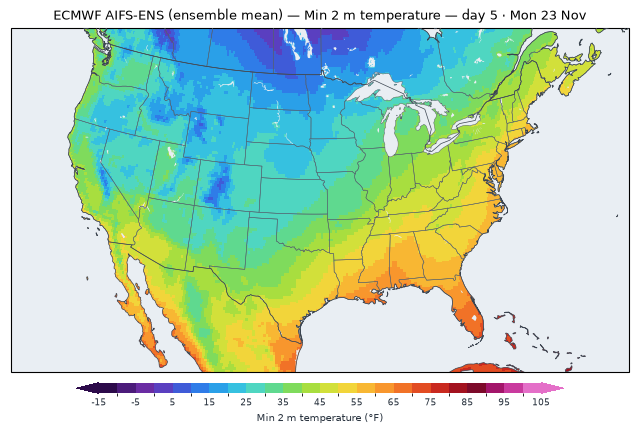 ECMWF AIFS-ENS (ensemble mean) — Min 2 m temperature — day 5 · Mon 23 Nov
-15 -5 5 15 25 35 45 55 65 75 85 95 105
Min 2 m temperature (°F)